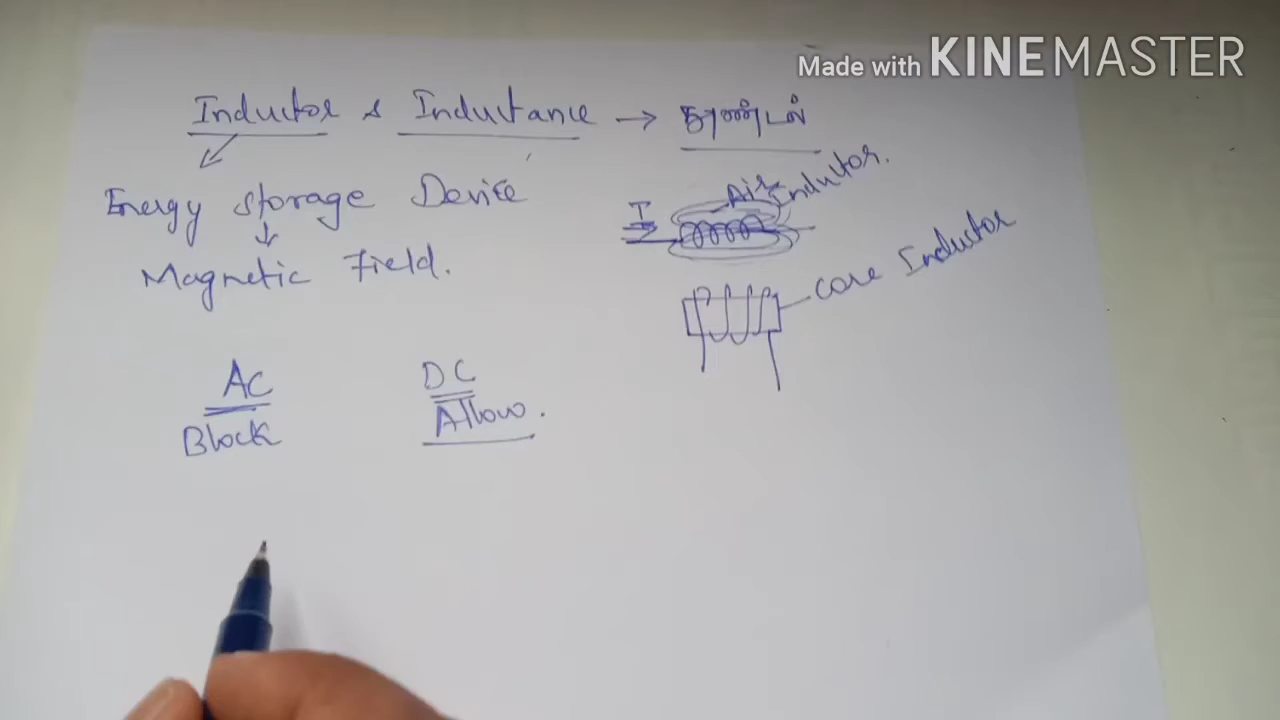 Made with KINEMASTER
Inductor & Inductance → தூண்டல்
Energy storage Device
Magnetic Field.
I
Air Inductor.
Core Inductor
AC
Block
DC
Allow.